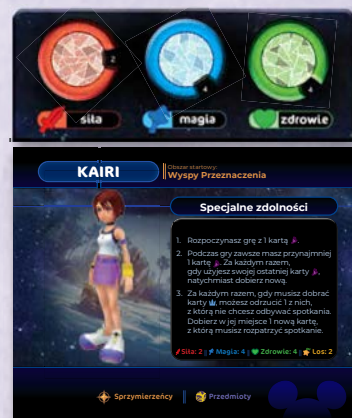 2
4
4
siła
magia
zdrowie
KAIRI
Obszar startowy:
Wyspy Przeznaczenia
Specjalne zdolności
1. Rozpoczynasz grę z 1 kartą
2. Podczas gry zawsze masz przynajmniej
1 kartę . Za każdym razem,
gdy użyjesz swojej ostatniej karty ,
natychmiast dobierz nową.
3. Za każdym razem, gdy musisz dobrać
kartę , możesz odrzucić 1 z nich,
z którą nie chcesz odbywać spotkania.
Dobierz w jej miejsce 1 nową kartę,
z którą musisz rozpatrzyć spotkanie.
Siła: 2 | Magia: 4 | Zdrowie: 4 | Los: 2
Sprzymierzeńcy | Przedmioty